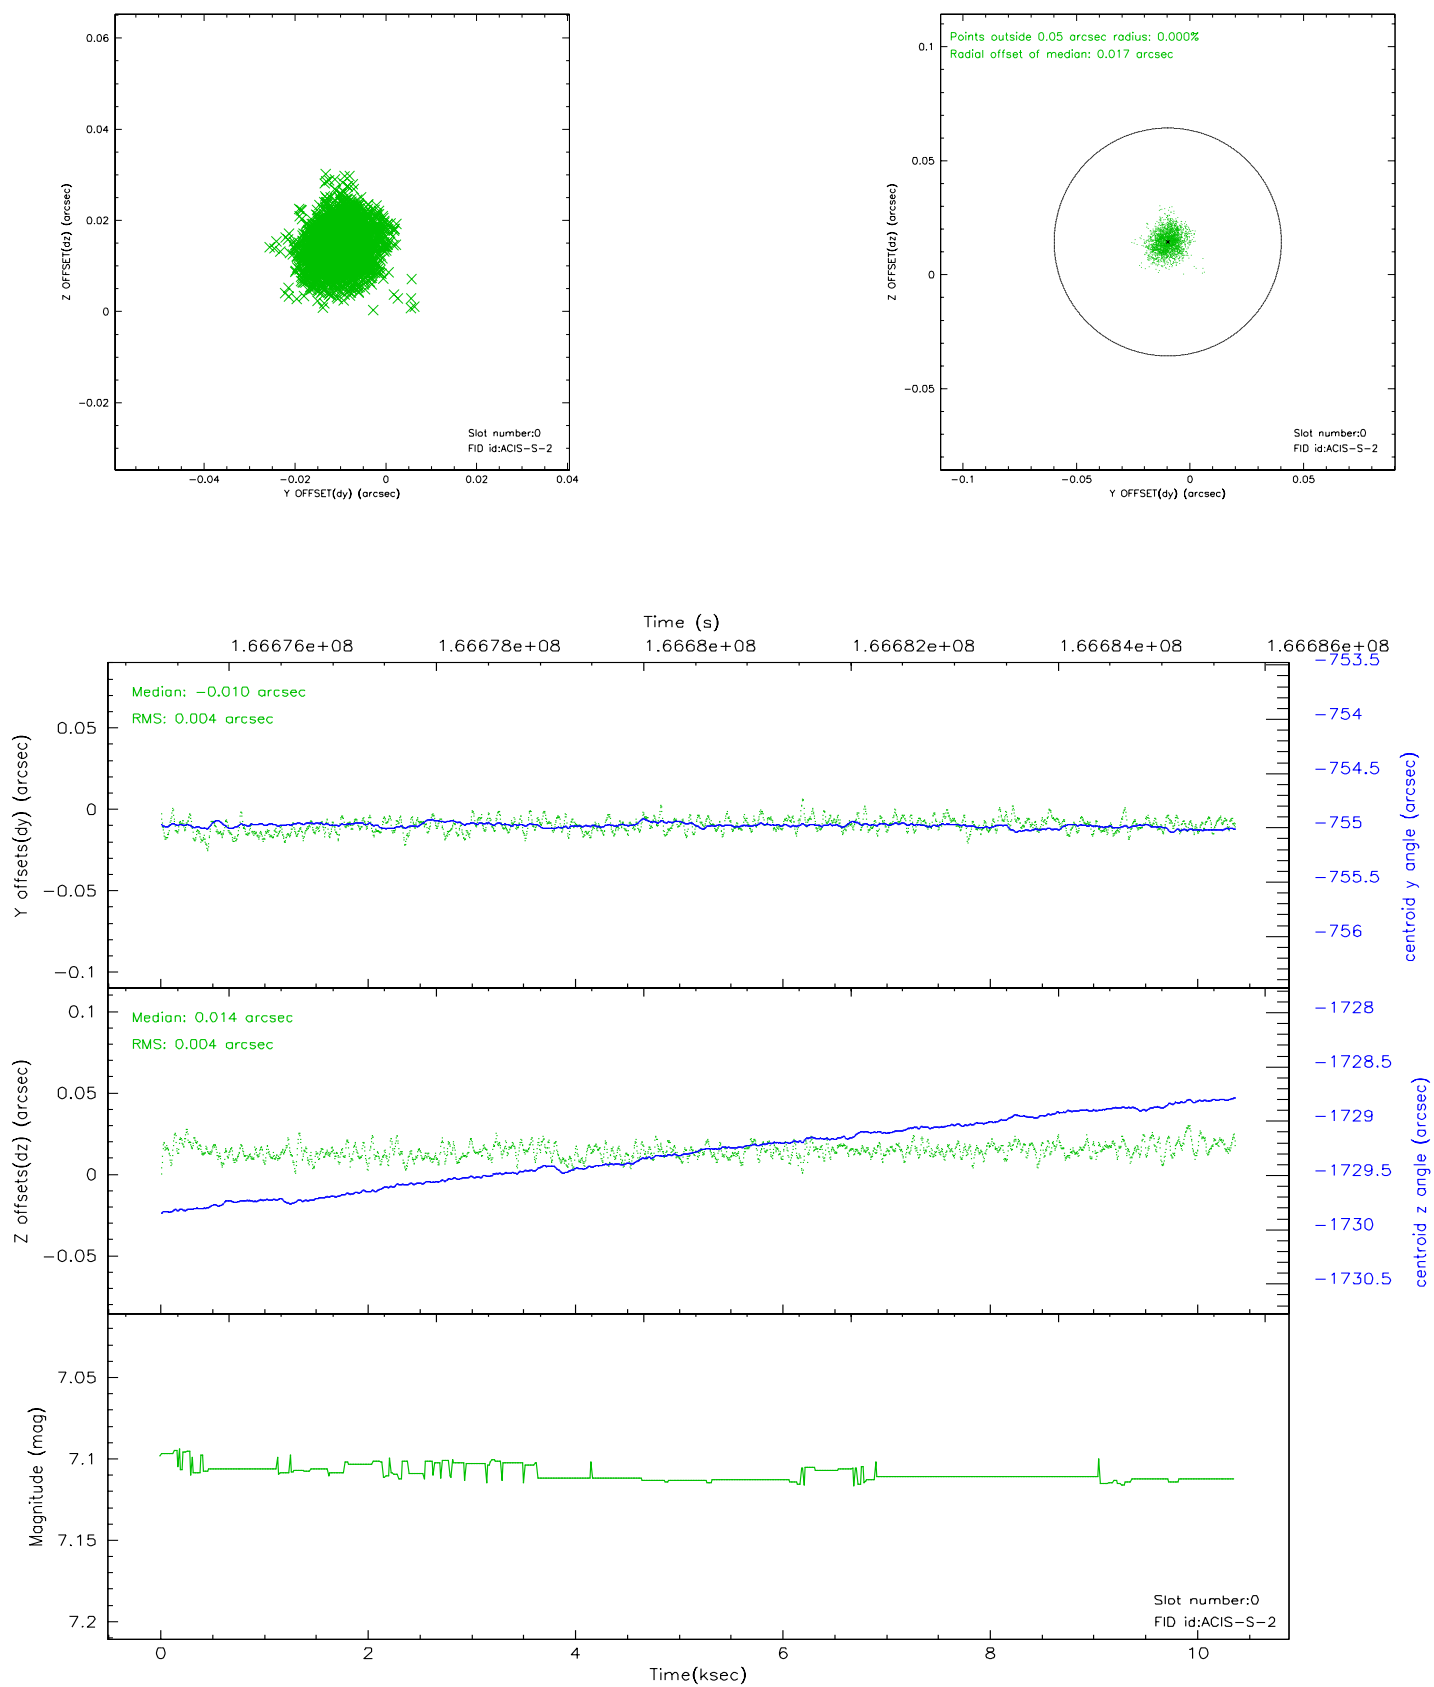 0.06
0.04
0.02
0
−0.02
Z OFFSET(dz) (arcsec)
Slot number:0
FID id:ACIS−S−2
−0.04
−0.02
0
0.02
0.04
Y OFFSET(dy) (arcsec)
Points outside 0.05 arcsec radius: 0.000%
Radial offset of median: 0.017 arcsec
0.1
0.05
0
−0.05
Z OFFSET(dz) (arcsec)
Slot number:0
FID id:ACIS−S−2
−0.1
−0.05
0
0.05
Y OFFSET(dy) (arcsec)
Time (s)
1.66676e+08
1.66678e+08
1.6668e+08
1.66682e+08
1.66684e+08
1.66686e+08
Median: −0.010 arcsec
RMS: 0.004 arcsec
0.05
0
−0.05
−0.1
Y offsets(dy) (arcsec)
−753.5
−754
−754.5
−755
−755.5
−756
centroid y angle (arcsec)
Median: 0.014 arcsec
RMS: 0.004 arcsec
0.1
0.05
0
−0.05
Z offsets(dz) (arcsec)
−1728
−1728.5
−1729
−1729.5
−1730
−1730.5
centroid z angle (arcsec)
7.05
7.1
7.15
7.2
Magnitude (mag)
Slot number:0
FID id:ACIS−S−2
0
2
4
6
8
10
Time(ksec)